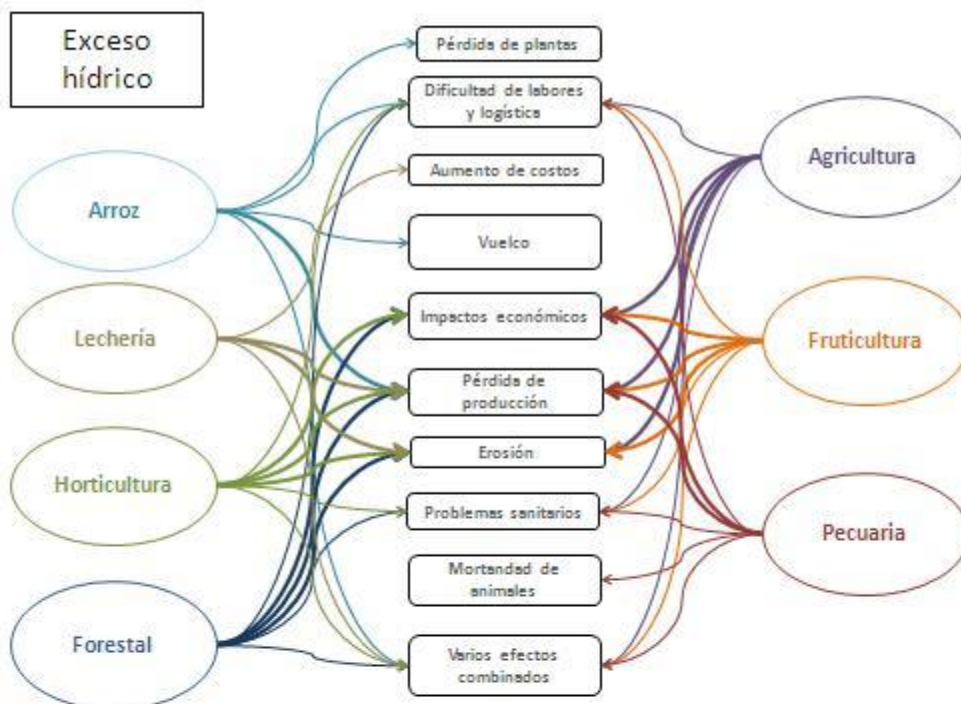 Exceso
hídrico
Arroz
Lechería
Horticultura
Forestal
Pérdida de plantas
Dificultad de labores
y logística
Aumento de costos
Vuelco
Impactos económicos
Pérdida de
producción
Erosión
Problemas sanitarios
Mortandad de
animales
Varios efectos
combinados
Agricultura
Fruticultura
Pecuaria